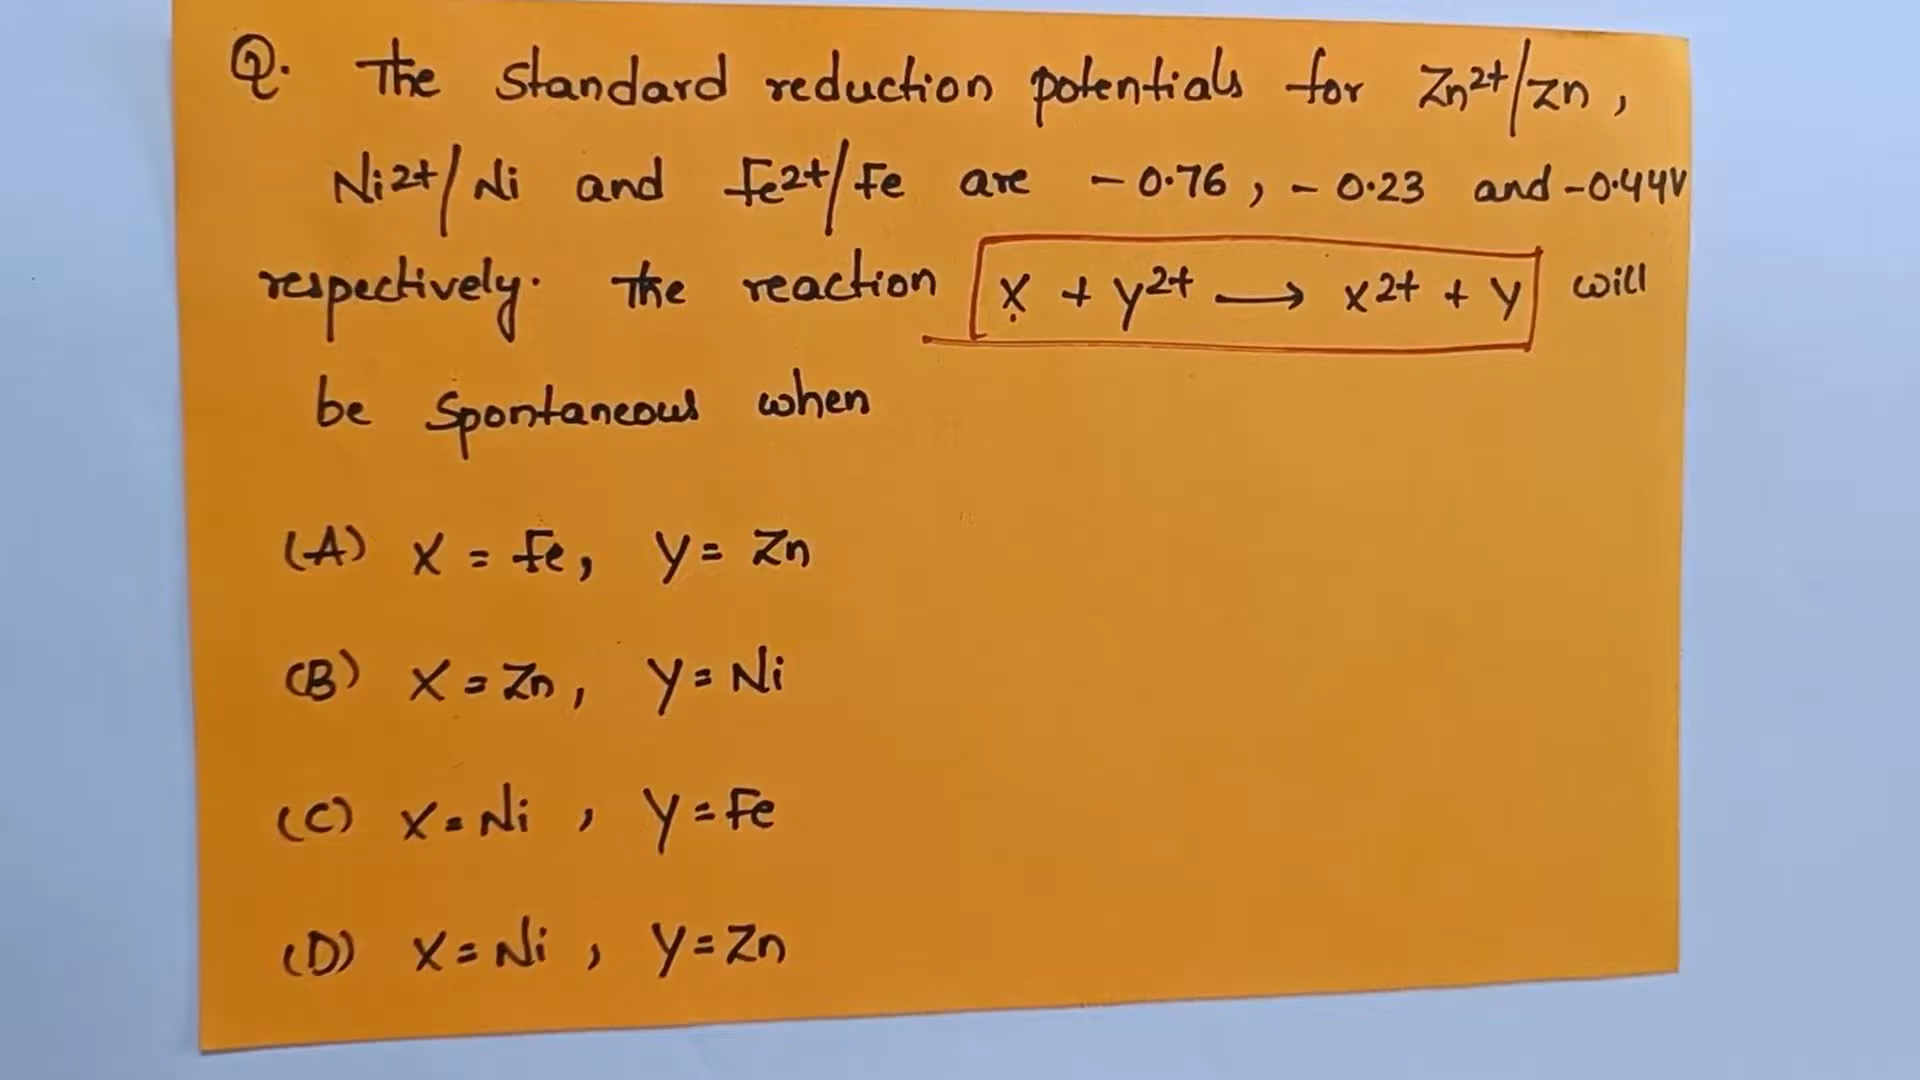 Q. The standard reduction potentials for Zn²⁺/Zn,
Ni²⁺/Ni and Fe²⁺/Fe are -0.76, -0.23 and -0.44V
respectively. The reaction X + Y²⁺ ⟶ X²⁺ + Y will
be spontaneous when
(A) X = Fe, Y = Zn
(B) X = Zn, Y = Ni
(C) X = Ni, Y = Fe
(D) X = Ni, Y = Zn